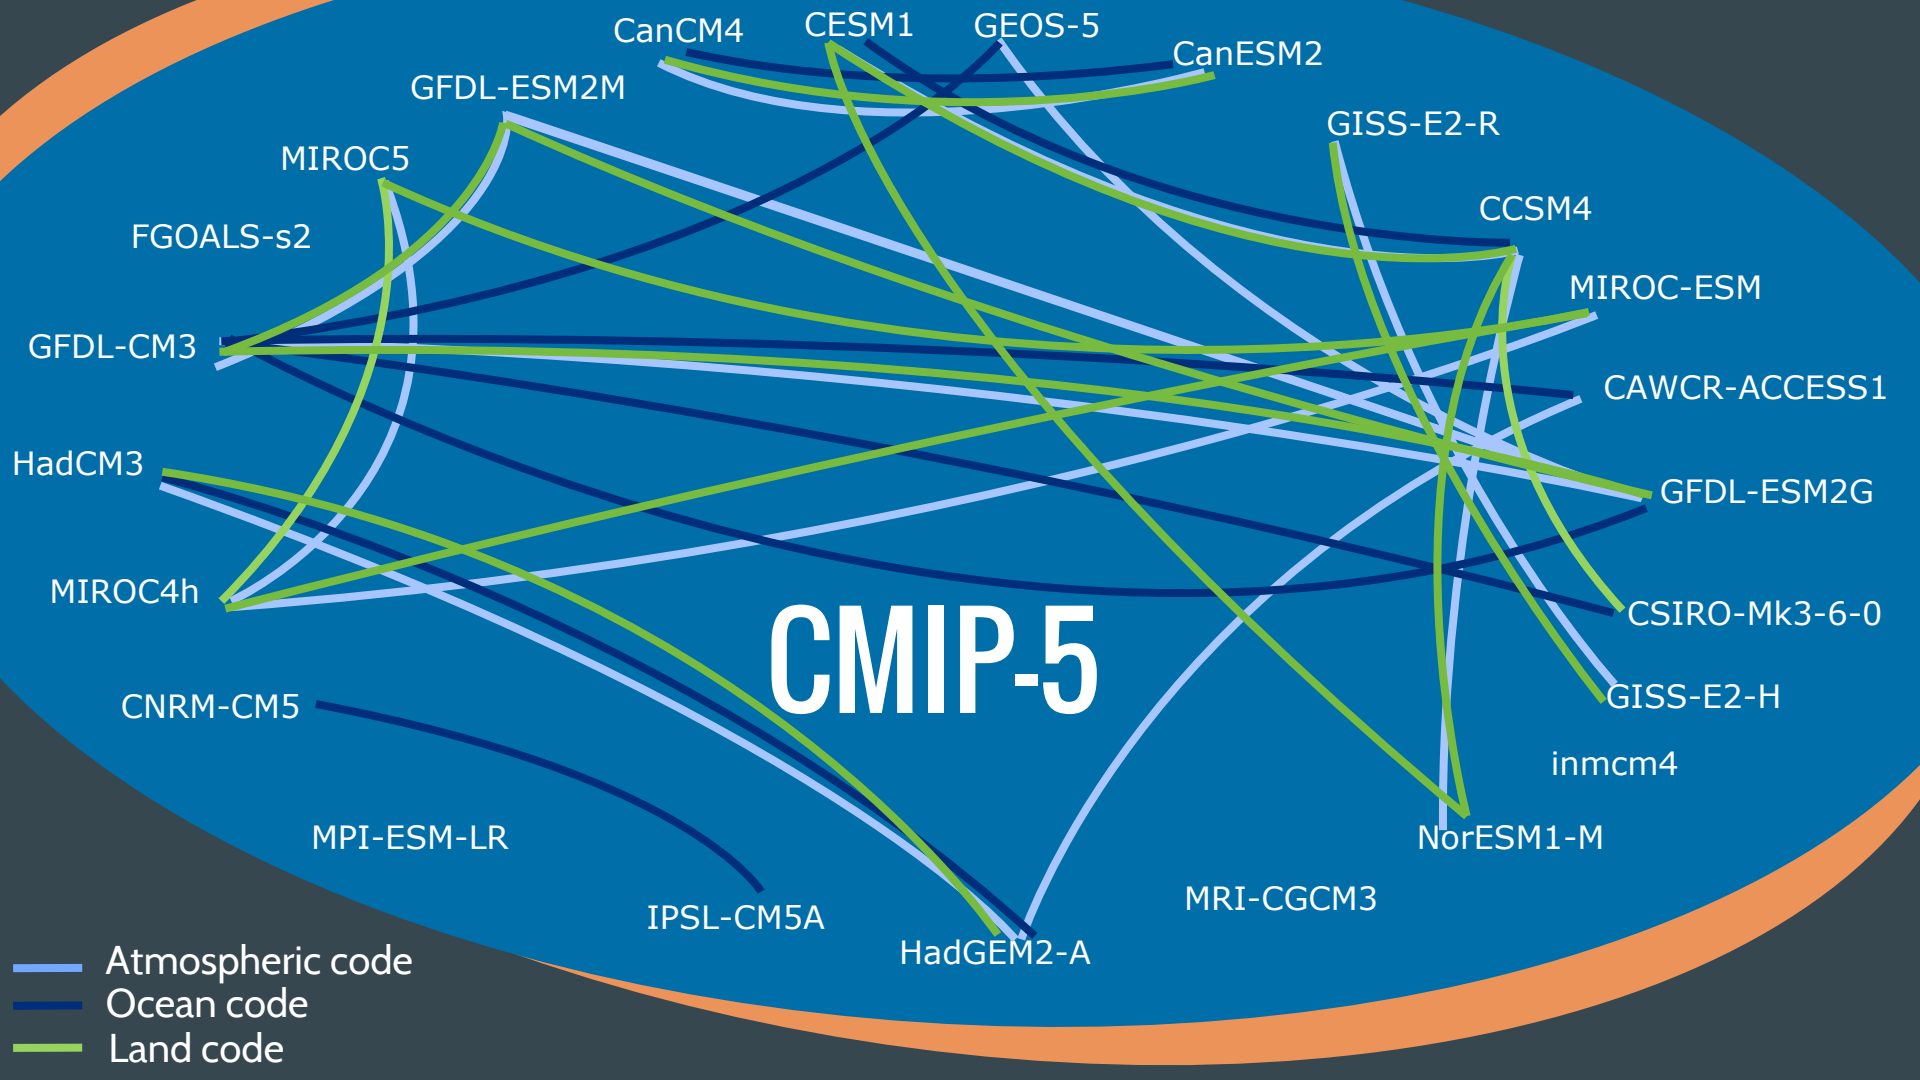 CanCM4
CESM1
GEOS-5
CanESM2
GFDL-ESM2M
GISS-E2-R
MIROC5
CCSM4
FGOALS-s2
MIROC-ESM
GFDL-CM3
CAWCR-ACCESS1
HadCM3
GFDL-ESM2G
MIROC4h
CSIRO-Mk3-6-0
CMIP-5
GISS-E2-H
CNRM-CM5
inmcm4
MPI-ESM-LR
NorESM1-M
MRI-CGCM3
IPSL-CM5A
HadGEM2-A
Atmospheric code
Ocean code
Land code